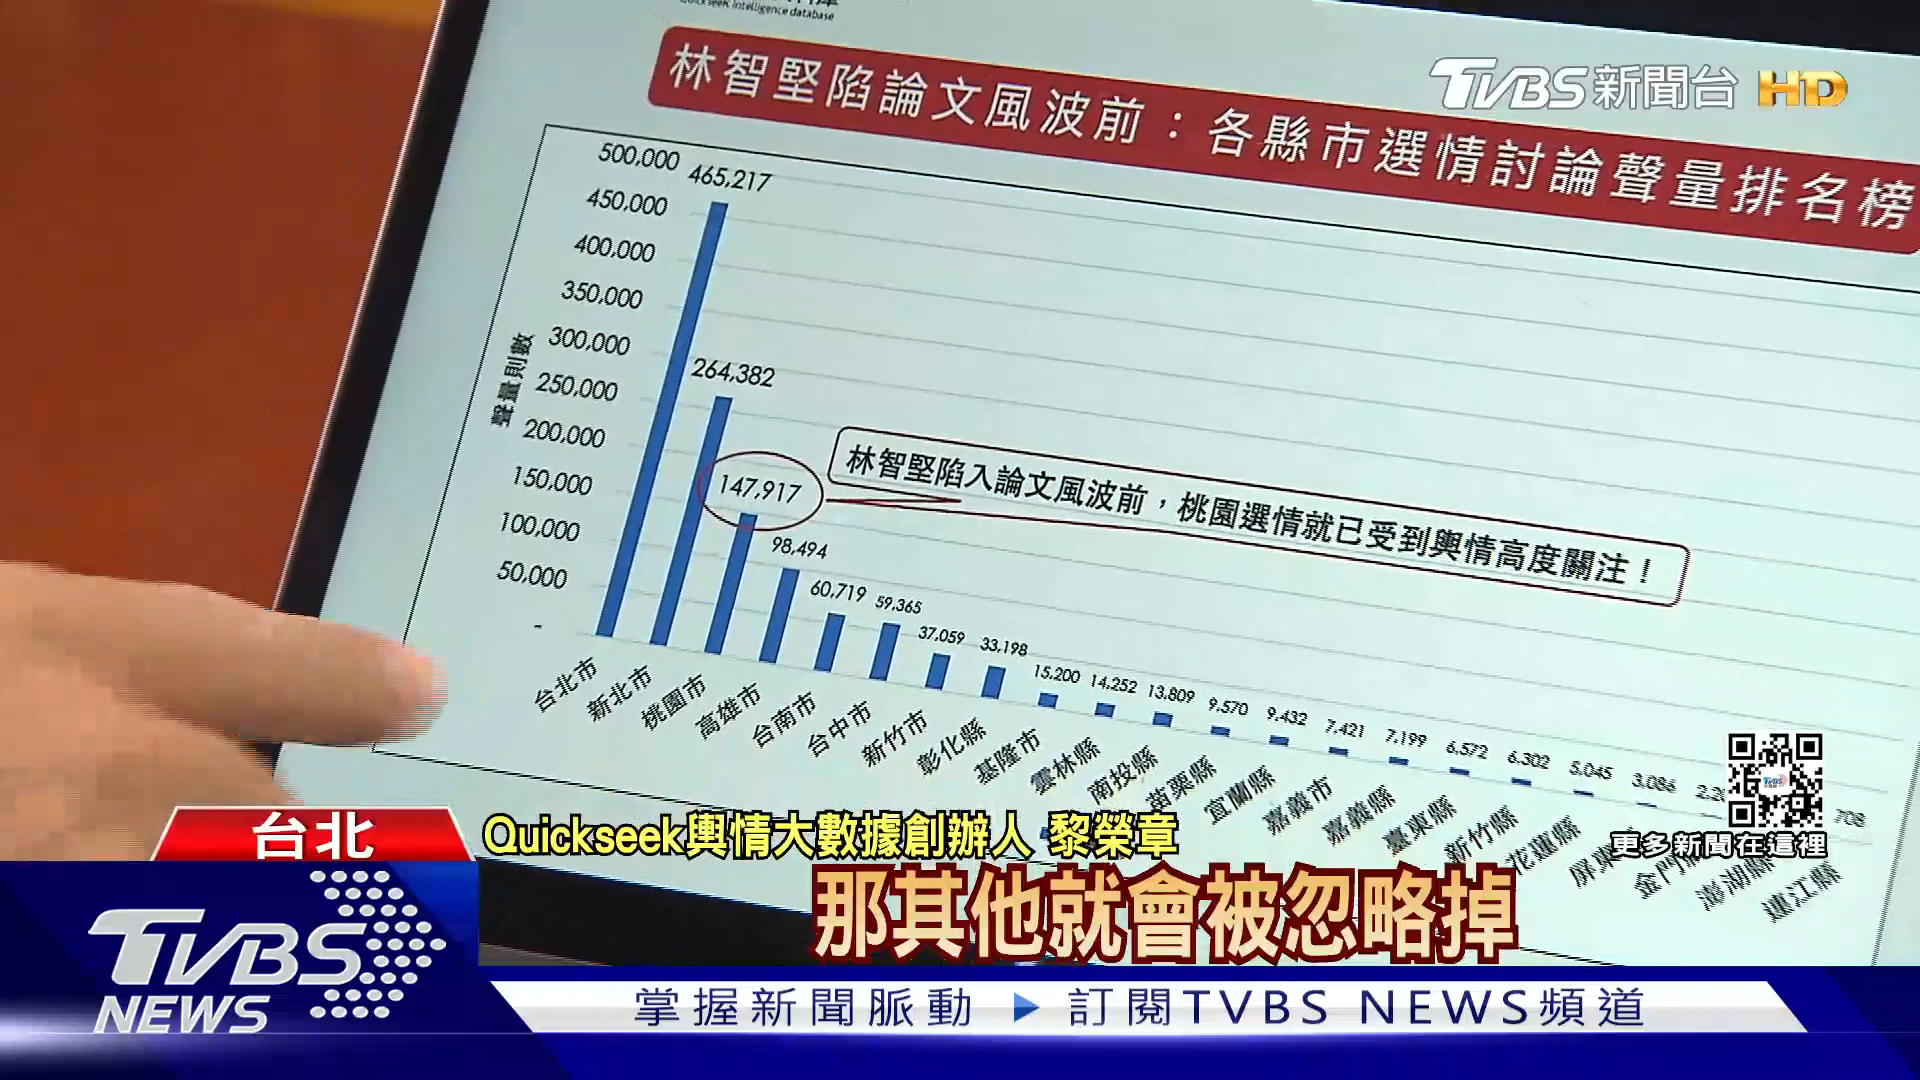 Quickseek Intelligence database
林智堅陷論文風波前：各縣市選情討論聲量排名榜
TVBS新聞台 HD
500,000
450,000
400,000
350,000
300,000
250,000
200,000
150,000
100,000
50,000
-
聲量則數
465,217
264,382
147,917
98,494
60,719
59,365
37,059
33,198
15,200
14,252
13,809
9,570
9,432
7,421
7,199
6,572
6,302
5,045
3,086
708
林智堅陷入論文風波前，桃園選情就已受到輿情高度關注！
台北市
新北市
桃園市
高雄市
台南市
台中市
新竹市
彰化縣
基隆市
雲林縣
南投縣
苗栗縣
宜蘭縣
嘉義市
嘉義縣
臺東縣
新竹縣
花蓮縣
屏東
金門
澎湖縣
連江縣
TVBS
更多新聞在這裡
台北
Quickseek輿情大數據創辦人 黎榮章
那其他就會被忽略掉
TVBS
NEWS
掌握新聞脈動 ▶ 訂閱TVBS NEWS頻道